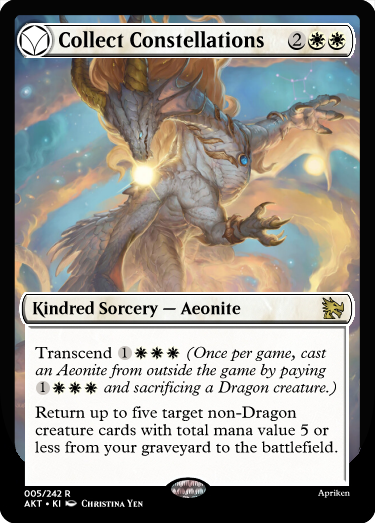 Collect Constellations 2
Kindred Sorcery — Aeonite
Transcend 1 (Once per game, cast
an Aeonite from outside the game by paying
1 and sacrificing a Dragon creature.)
Return up to five target non-Dragon
creature cards with total mana value 5 or
less from your graveyard to the battlefield.
005/242 R
Apriken
AKT • KI Christina Yen